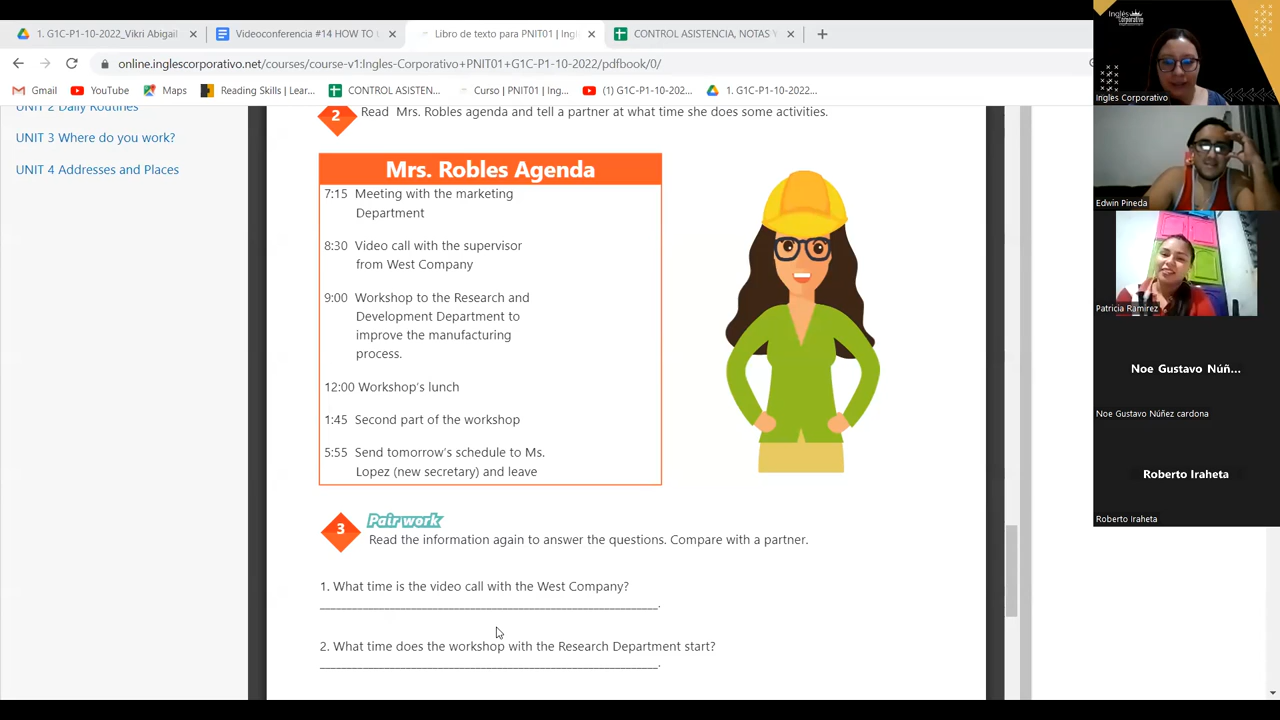 1. G1C-P1-10-2022_Vikri Abigail
Videoconferencia #14 HOW TO
Libro de texto para PNIT01 | Ingl
CONTROL ASISTENCIA, NOTAS Y
online.inglescorporativo.net/courses/course-v1:Ingles-Corporativo+PNIT01+G1C-P1-10-2022/pdfbook/0/
Gmail
YouTube
Maps
Reading Skills | Lear...
CONTROL ASISTEN...
Curso | PNIT01 | Ing...
(1) G1C-P1-10-202...
1. G1C-P1-10-2022...
UNIT 2 Daily Routines
UNIT 3 Where do you work?
UNIT 4 Addresses and Places
2
Read Mrs. Robles agenda and tell a partner at what time she does some activities.
Mrs. Robles Agenda
7:15 Meeting with the marketing
Department
8:30 Video call with the supervisor
from West Company
9:00 Workshop to the Research and
Development Department to
improve the manufacturing
process.
12:00 Workshop's lunch
1:45 Second part of the workshop
5:55 Send tomorrow's schedule to Ms.
Lopez (new secretary) and leave
3
Pair work
Read the information again to answer the questions. Compare with a partner.
1. What time is the video call with the West Company?
2. What time does the workshop with the Research Department start?
Inglés
Corporativo
Ingles Corporativo
Edwin Pineda
Patricia Ramirez
Noe Gustavo Núñ...
Noe Gustavo Núñez cardona
Roberto Iraheta
Roberto Iraheta